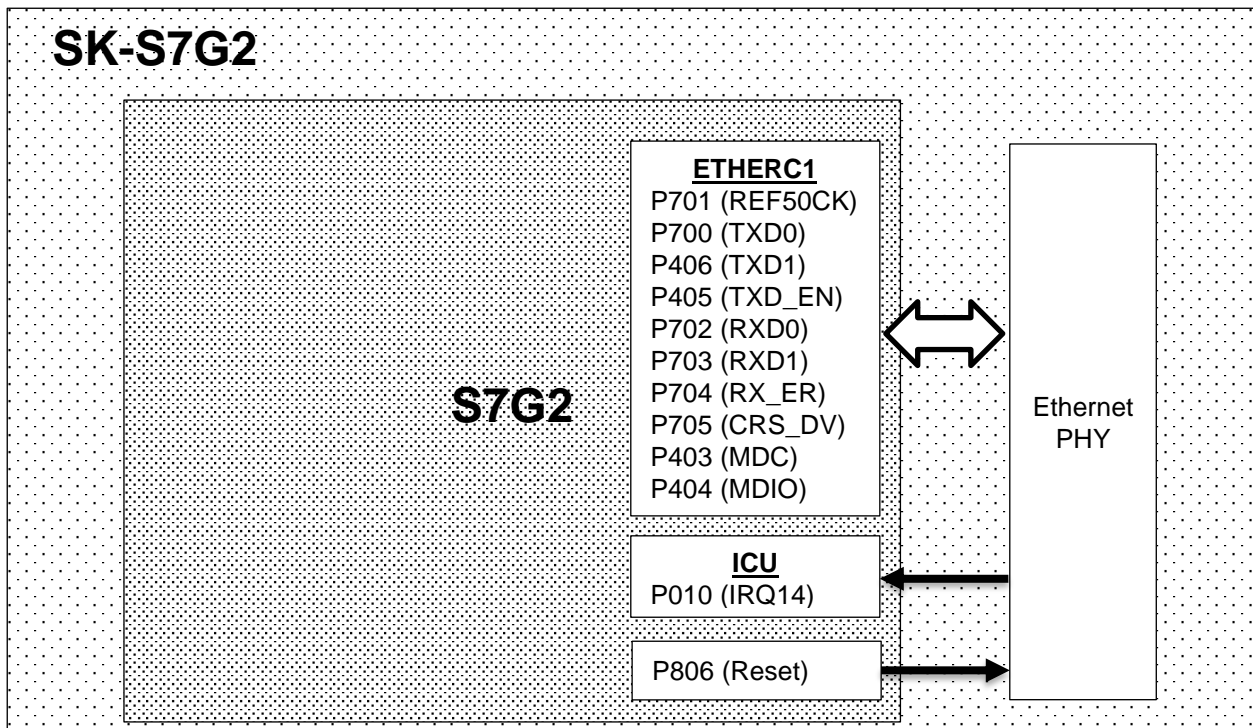 SK-S7G2
S7G2
ETHERC1
P701 (REF50CK)
P700 (TXD0)
P406 (TXD1)
P405 (TXD_EN)
P702 (RXD0)
P703 (RXD1)
P704 (RX_ER)
P705 (CRS_DV)
P403 (MDC)
P404 (MDIO)
ICU
P010 (IRQ14)
P806 (Reset)
Ethernet
PHY